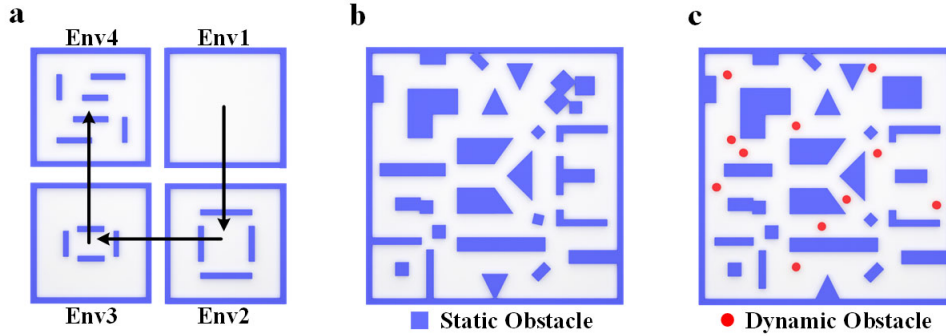 a
b
c
Env4
Env1
Env3
Env2
Static Obstacle
Dynamic Obstacle